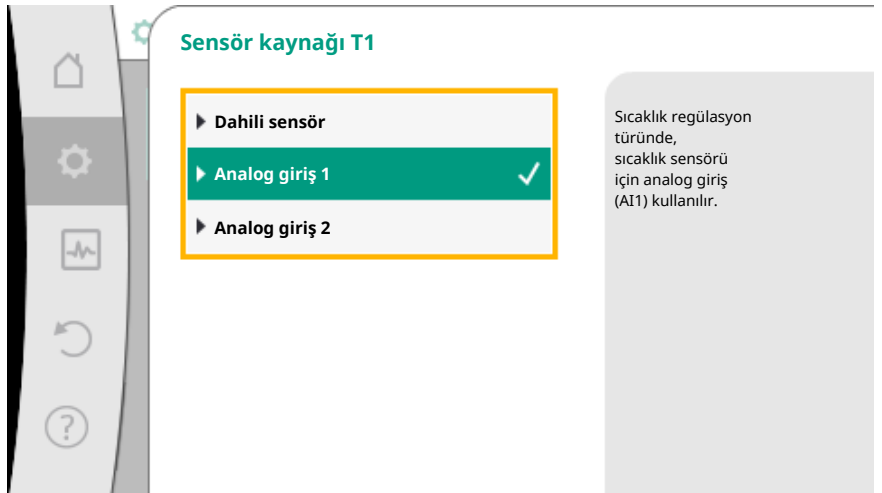 Sensör kaynağı T1
Dahili sensör
Analog giriş 1
Analog giriş 2
Sıcaklık regülasyon
türünde,
sıcaklık sensörü
için analog giriş
(AI1) kullanılır.